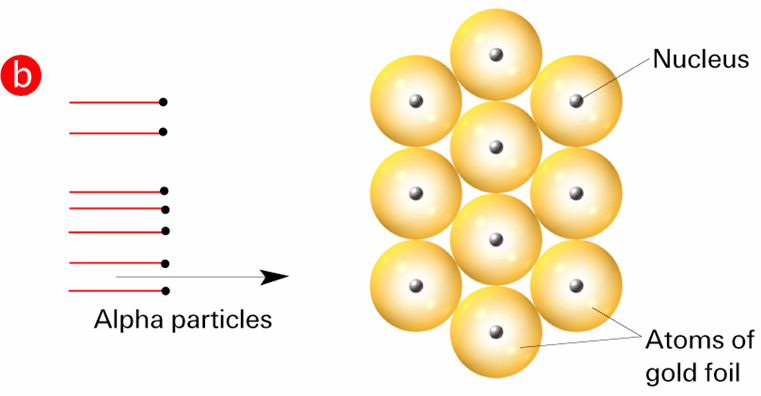 b
Nucleus
Alpha particles
Atoms of
gold foil